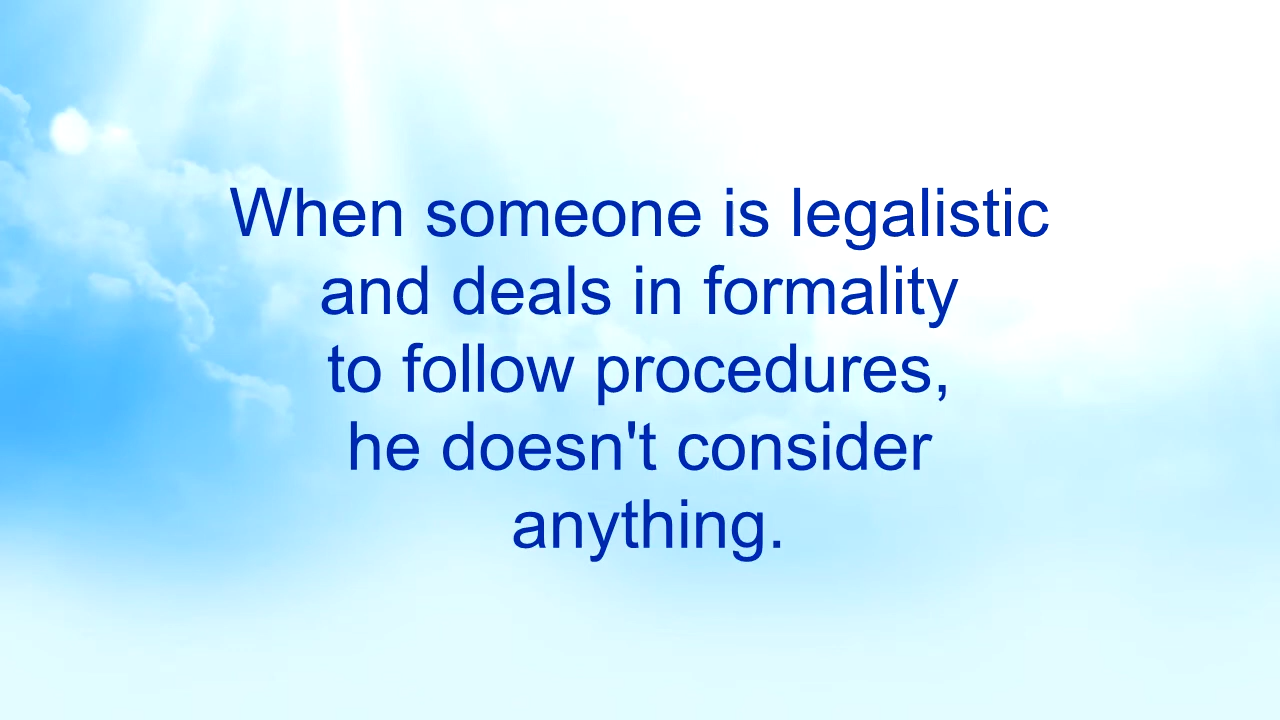 When someone is legalistic
and deals in formality
to follow procedures,
he doesn't consider
anything.